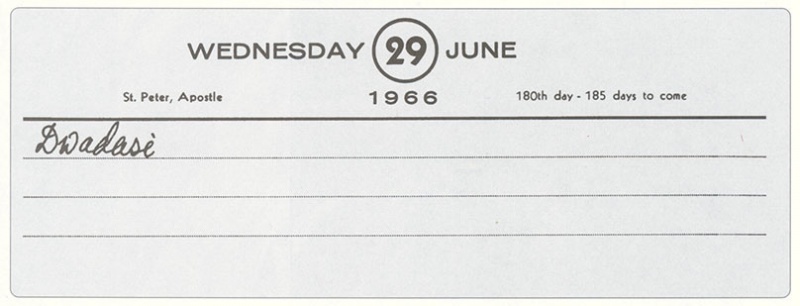 WEDNESDAY 29 JUNE
St. Peter, Apostle 1966 180th day - 185 days to come
Dwadasi